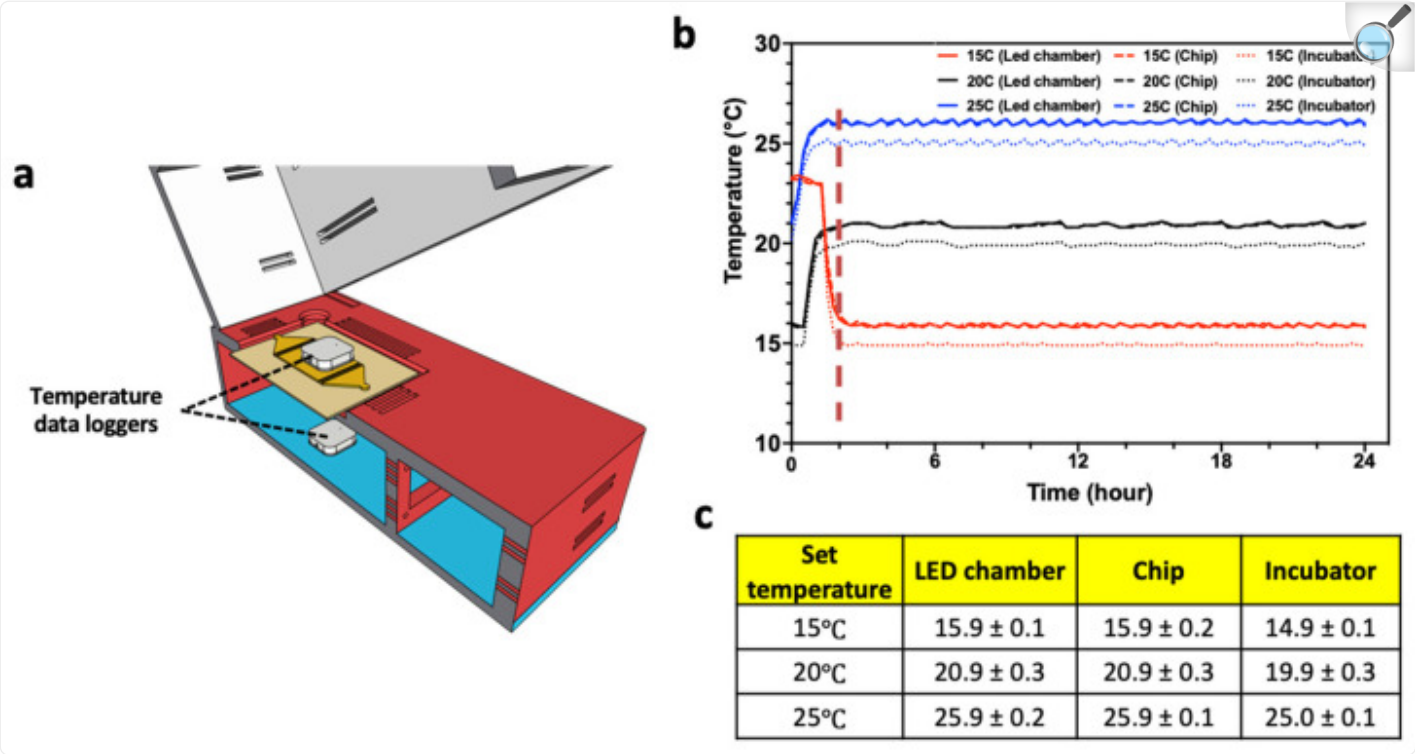 a
Temperature
data loggers
b
30
25
20
15
10
Temperature (°C)
15C (Led chamber) 15C (Chip) 15C (Incubator)
20C (Led chamber) 20C (Chip) 20C (Incubator)
25C (Led chamber) 25C (Chip) 25C (Incubator)
0 6 12 18 24
Time (hour)
c
Set temperature LED chamber Chip Incubator
15°C 15.9 ± 0.1 15.9 ± 0.2 14.9 ± 0.1
20°C 20.9 ± 0.3 20.9 ± 0.3 19.9 ± 0.3
25°C 25.9 ± 0.2 25.9 ± 0.1 25.0 ± 0.1